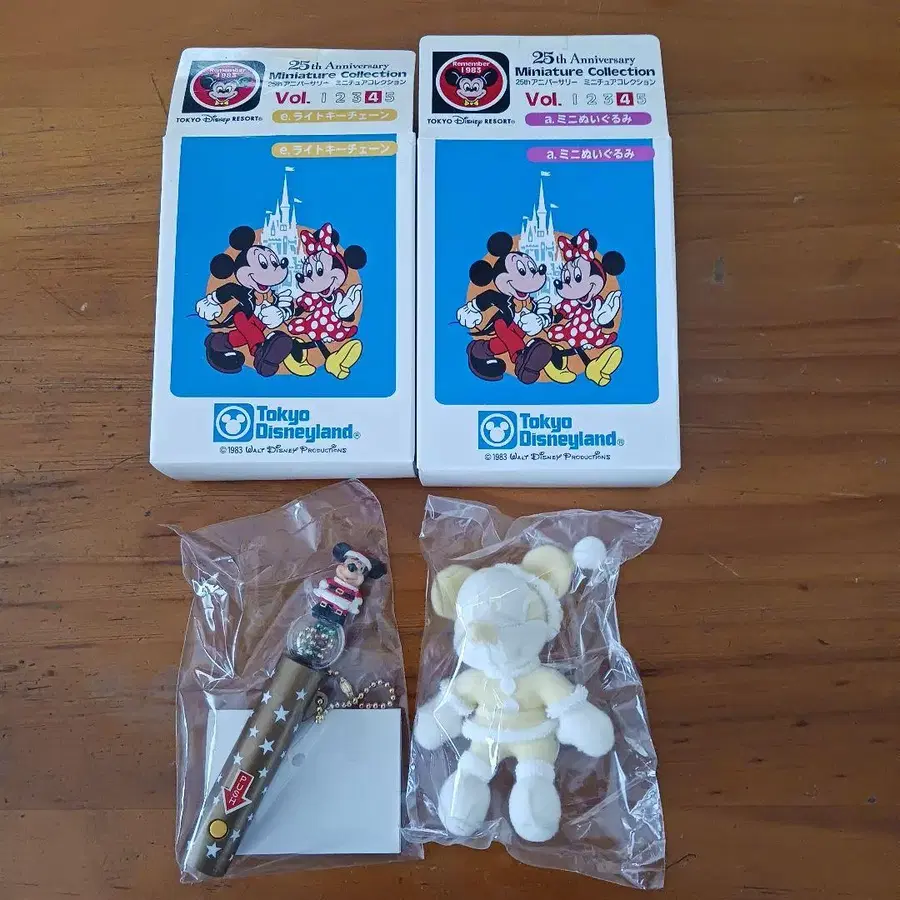 Remember
1983
TOKYO Disney RESORT®
25th Anniversary
Miniature Collection
25thアニバーサリー ミニチュアコレクション
Vol. 1 2 3 4 5
e.ライトキーチェーン
e.ライトキーチェーン
Tokyo
Disneyland®
©1983 WALT DISNEY PRODUCTIONS
Remember
1983
TOKYO Disney RESORT®
25th Anniversary
Miniature Collection
25thアニバーサリー ミニチュアコレクション
Vol. 1 2 3 4 5
a.ミニぬいぐるみ
a.ミニぬいぐるみ
Tokyo
Disneyland®
©1983 WALT DISNEY PRODUCTIONS
PUSH